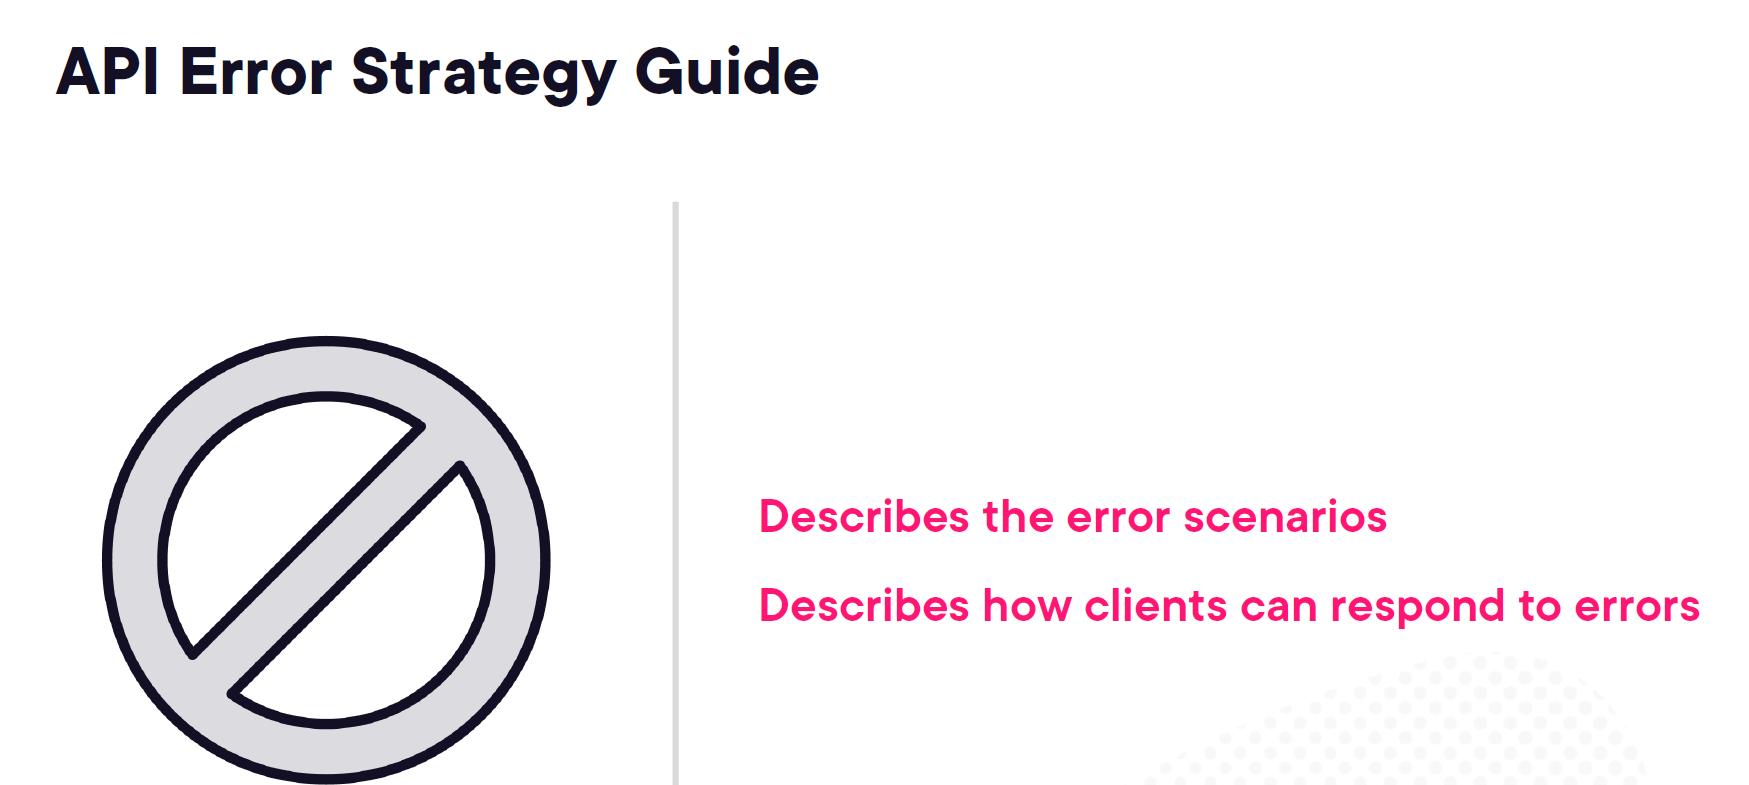 API Error Strategy Guide
Describes the error scenarios
Describes how clients can respond to errors